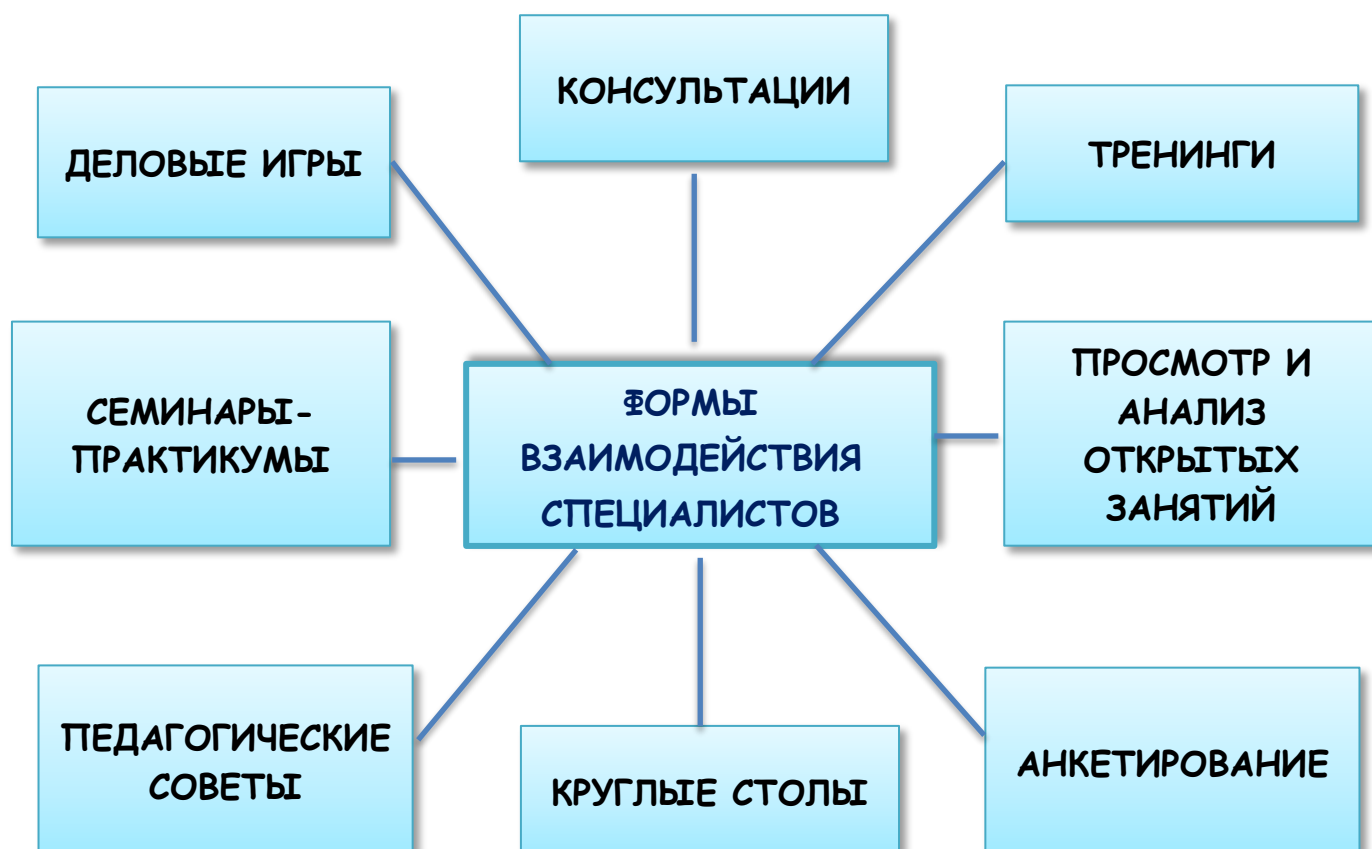 КОНСУЛЬТАЦИИ
ДЕЛОВЫЕ ИГРЫ
ТРЕНИНГИ
СЕМИНАРЫ-
ПРАКТИКУМЫ
ФОРМЫ
ВЗАИМОДЕЙСТВИЯ
СПЕЦИАЛИСТОВ
ПРОСМОТР И
АНАЛИЗ
ОТКРЫТЫХ
ЗАНЯТИЙ
ПЕДАГОГИЧЕСКИЕ
СОВЕТЫ
КРУГЛЫЕ СТОЛЫ
АНКЕТИРОВАНИЕ